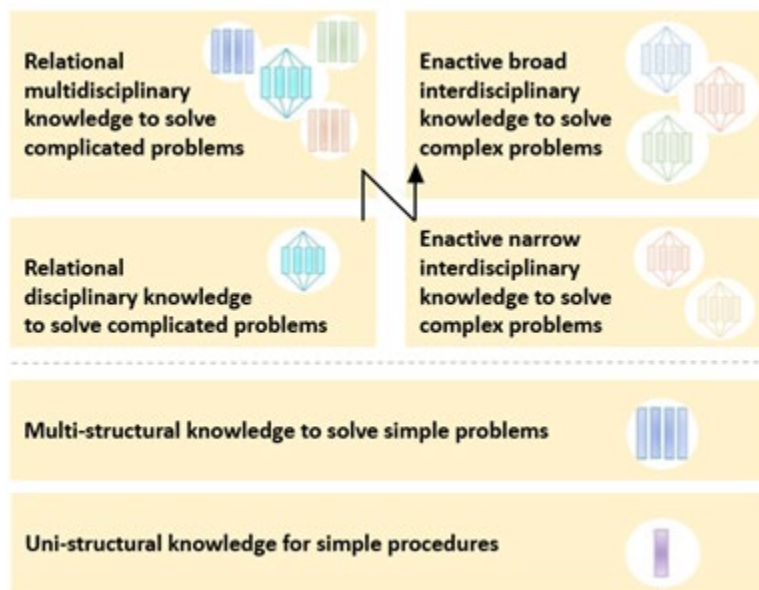 Relational
multidisciplinary
knowledge to solve
complicated problems
Enactive broad
interdisciplinary
knowledge to solve
complex problems
Relational
disciplinary knowledge
to solve complicated problems
Enactive narrow
interdisciplinary
knowledge to solve
complex problems
Multi-structural knowledge to solve simple problems
Uni-structural knowledge for simple procedures